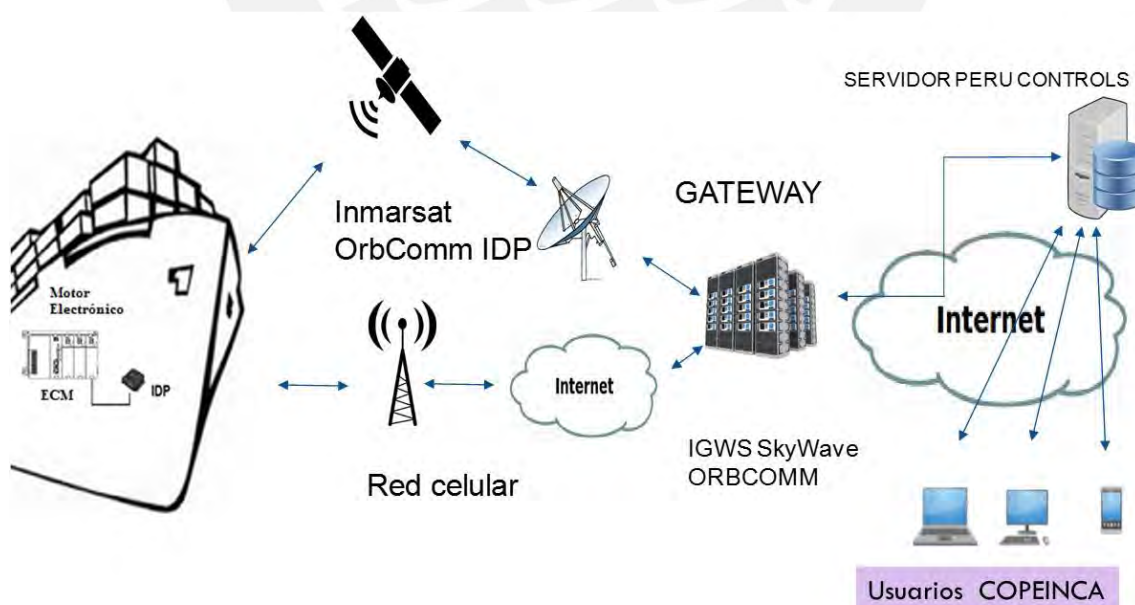 SERVIDOR PERU CONTROLS
Inmarsat
OrbComm IDP
GATEWAY
Motor
Electrónico
ECM
IDP
Internet
Internet
Red celular
IGWS SkyWave
ORBCOMM
Usuarios COPEINCA